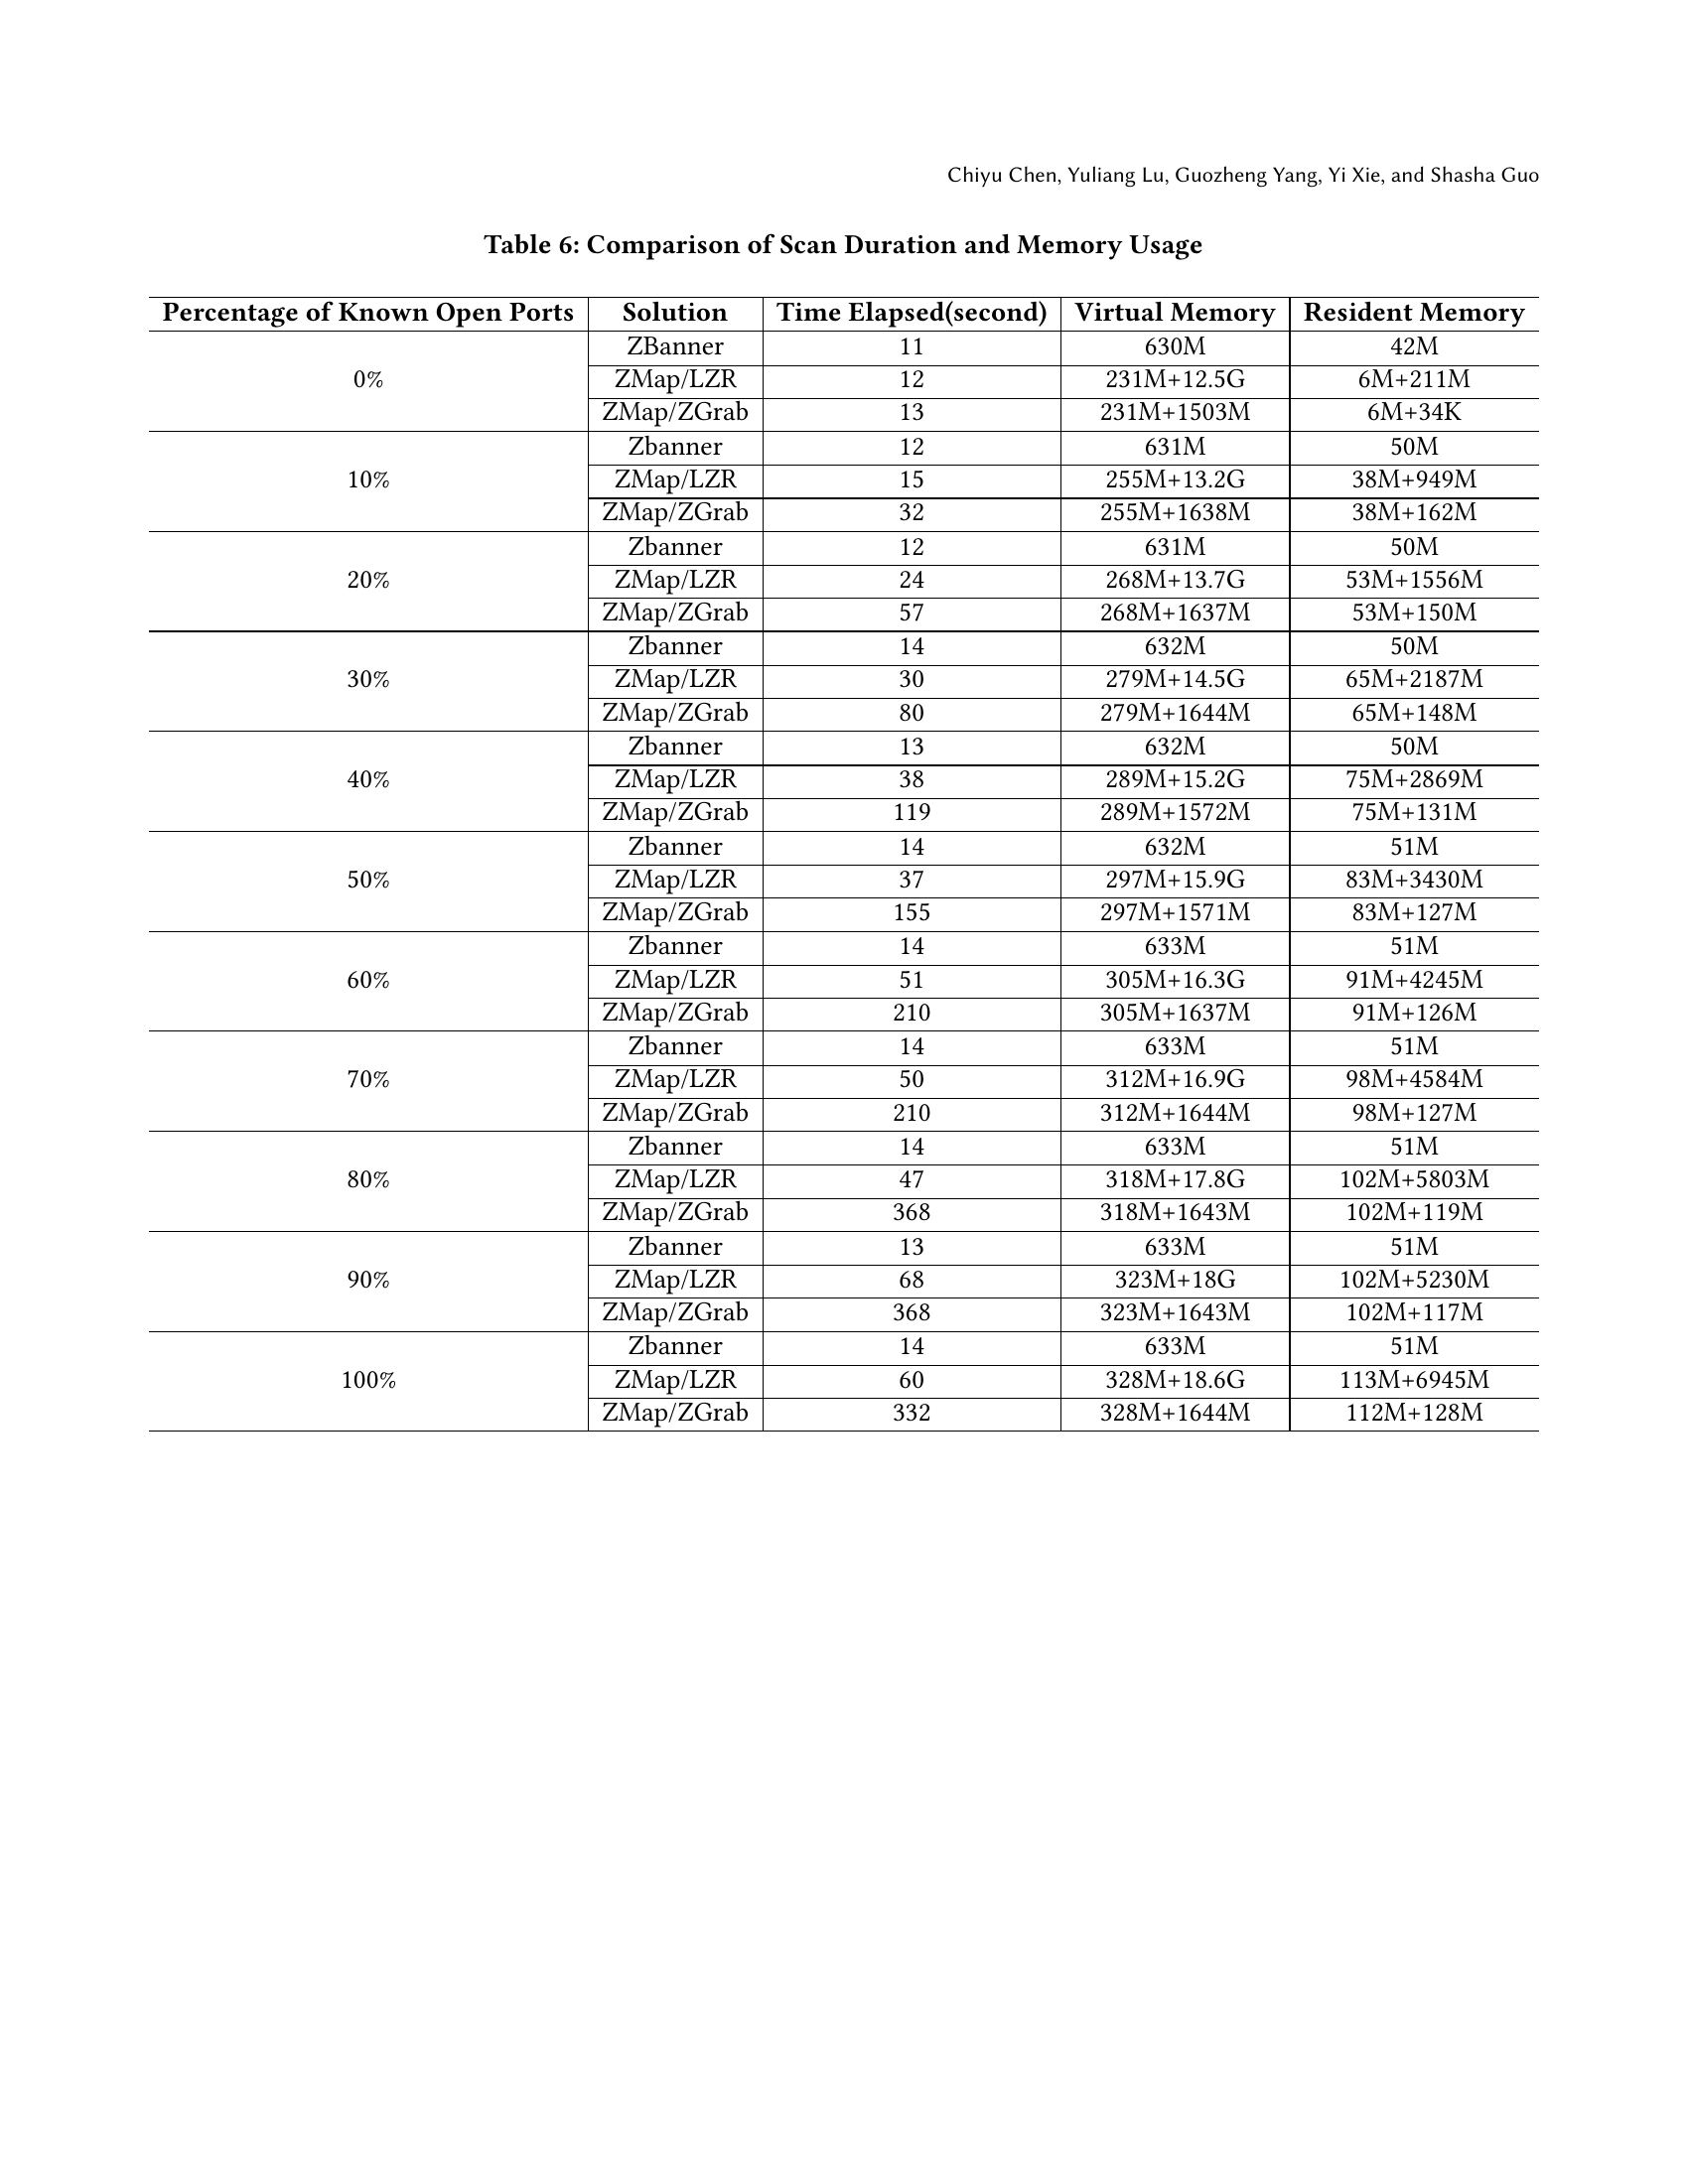 Chiyu Chen, Yuliang Lu, Guozheng Yang, Yi Xie, and Shasha Guo
Table 6: Comparison of Scan Duration and Memory Usage
Percentage of Known Open Ports Solution Time Elapsed(second) Virtual Memory Resident Memory
ZBanner 11 630M 42M
0% ZMap/LZR 12 231M+12.5G 6M+211M
ZMap/ZGrab 13 231M+1503M 6M+34K
Zbanner 12 631M 50M
10% ZMap/LZR 15 255M+13.2G 38M+949M
ZMap/ZGrab 32 255M+1638M 38M+162M
Zbanner 12 631M 50M
20% ZMap/LZR 24 268M+13.7G 53M+1556M
ZMap/ZGrab 57 268M+1637M 53M+150M
Zbanner 14 632M 50M
30% ZMap/LZR 30 279M+14.5G 65M+2187M
ZMap/ZGrab 80 279M+1644M 65M+148M
Zbanner 13 632M 50M
40% ZMap/LZR 38 289M+15.2G 75M+2869M
ZMap/ZGrab 119 289M+1572M 75M+131M
Zbanner 14 632M 51M
50% ZMap/LZR 37 297M+15.9G 83M+3430M
ZMap/ZGrab 155 297M+1571M 83M+127M
Zbanner 14 633M 51M
60% ZMap/LZR 51 305M+16.3G 91M+4245M
ZMap/ZGrab 210 305M+1637M 91M+126M
Zbanner 14 633M 51M
70% ZMap/LZR 50 312M+16.9G 98M+4584M
ZMap/ZGrab 210 312M+1644M 98M+127M
Zbanner 14 633M 51M
80% ZMap/LZR 47 318M+17.8G 102M+5803M
ZMap/ZGrab 368 318M+1643M 102M+119M
Zbanner 13 633M 51M
90% ZMap/LZR 68 323M+18G 102M+5230M
ZMap/ZGrab 368 323M+1643M 102M+117M
Zbanner 14 633M 51M
100% ZMap/LZR 60 328M+18.6G 113M+6945M
ZMap/ZGrab 332 328M+1644M 112M+128M